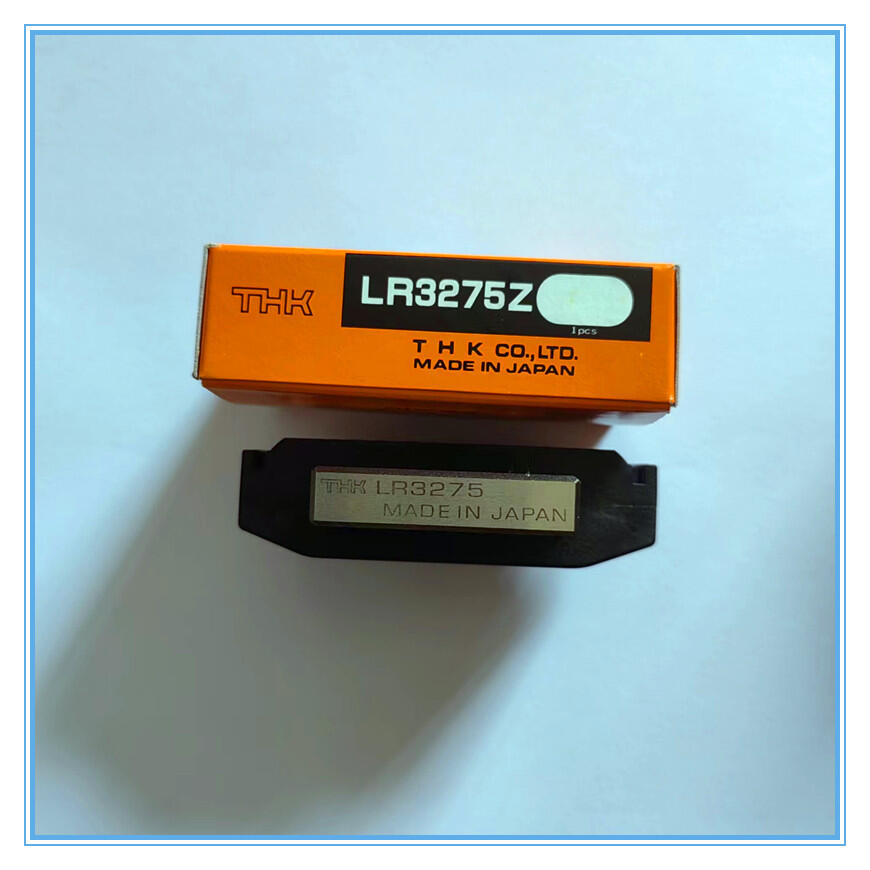 THK LR3275Z
1pcs
T H K CO.,LTD.
MADE IN JAPAN
THK LR3275
MADE IN JAPAN